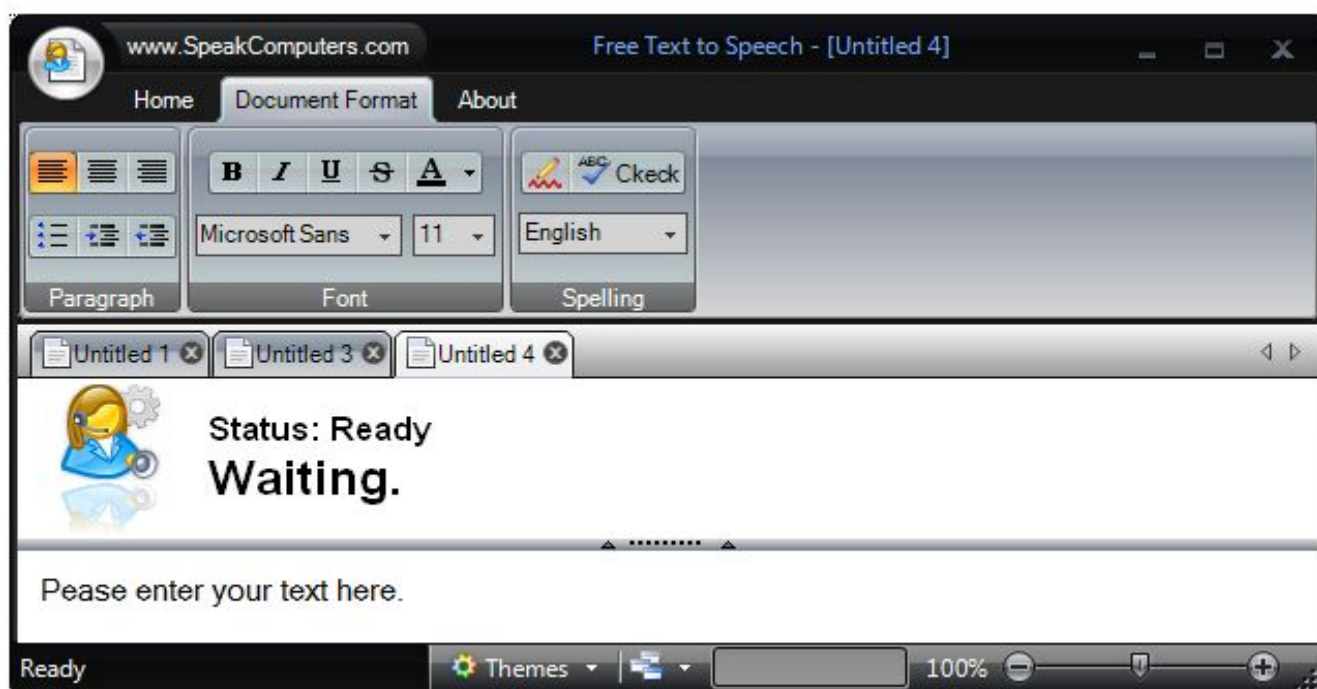 www.SpeakComputers.com Free Text to Speech - [Untitled 4]
Home Document Format About
B I U S A ABC Ckeck
Microsoft Sans 11 English
Paragraph Font Spelling
Untitled 1 Untitled 3 Untitled 4
Status: Ready
Waiting.
Pease enter your text here.
Ready Themes 100%